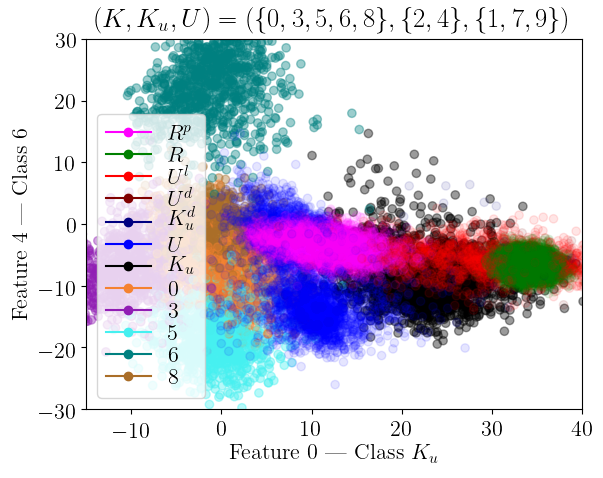 (K, K_u, U) = ({0, 3, 5, 6, 8}, {2, 4}, {1, 7, 9})
30
20
10
0
−10
−20
−30
Feature 4 — Class 6
R^p
R
U^l
U^d
K_u^d
U
K_u
0
3
5
6
8
−10 0 10 20 30 40
Feature 0 — Class K_u